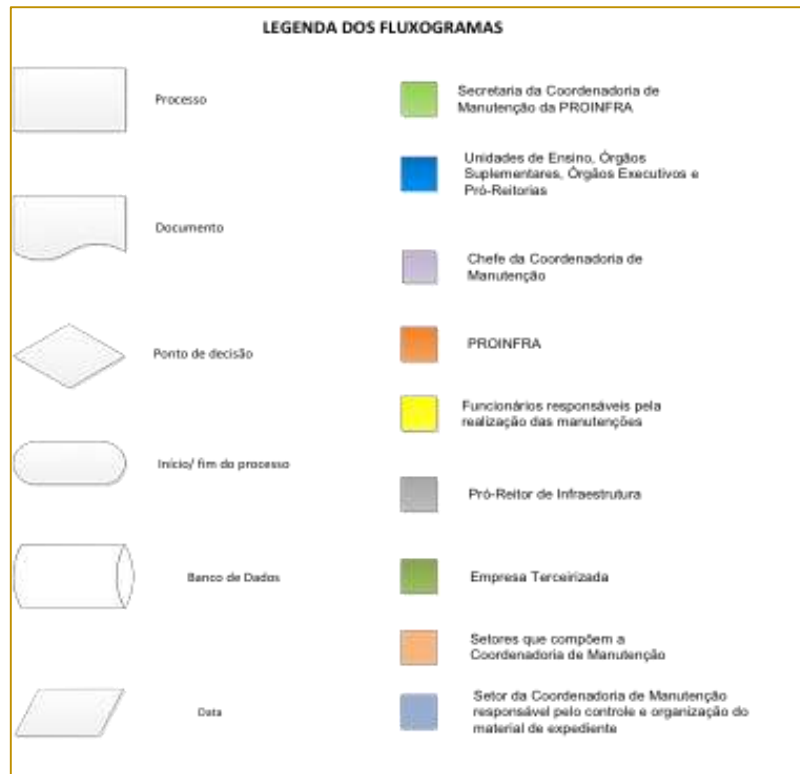 LEGENDA DOS FLUXOGRAMAS
Processo
Documento
Ponto de decisão
Início/ fim do processo
Banco de Dados
Data
Secretaria da Coordenadoria de
Manutenção da PROINFRA
Unidades de Ensino, Órgãos
Suplementares, Órgãos Executivos e
Pró-Reitorias
Chefe da Coordenadoria de
Manutenção
PROINFRA
Funcionários responsáveis pela
realização das manutenções
Pró-Reitor de Infraestrutura
Empresa Terceirizada
Setores que compõem a
Coordenadoria de Manutenção
Setor da Coordenadoria de Manutenção
responsável pelo controle e organização do
material de expediente